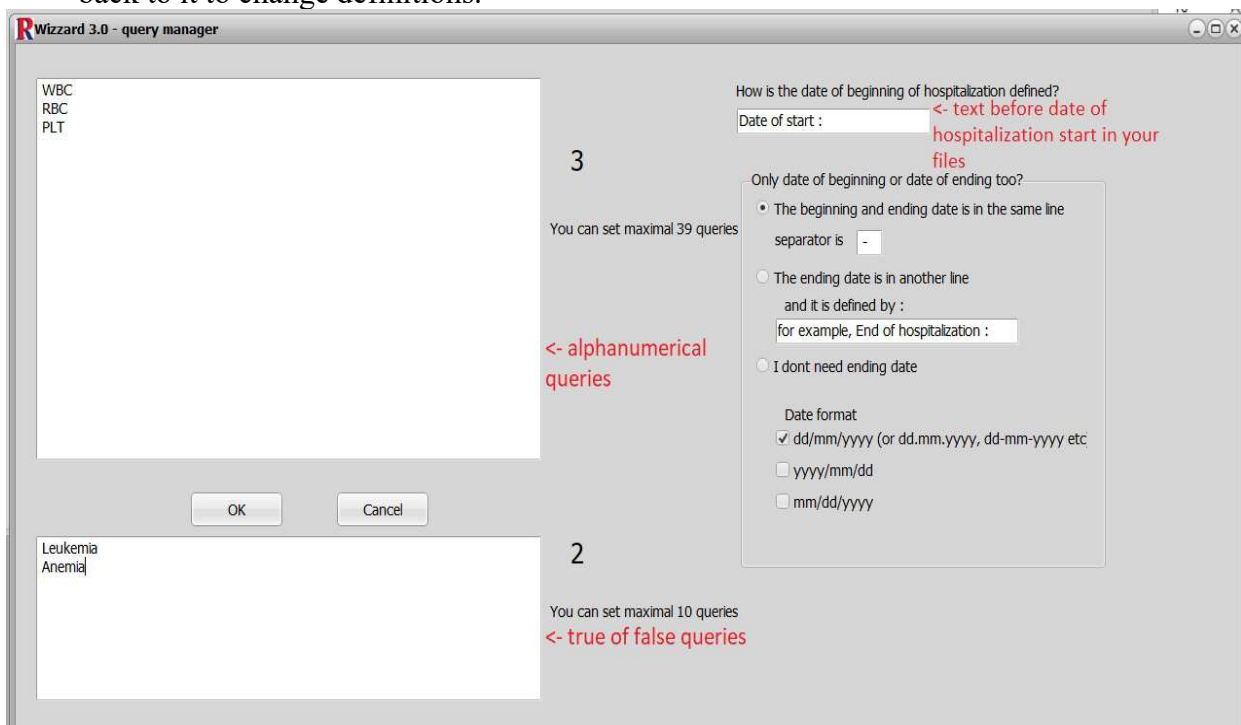 back to it to change definitions.
RWizzard 3.0 - query manager
WBC
RBC
PLT
3
You can set maximal 39 queries
<- alphanumerical
queries
OK
Cancel
Leukemia
Anemia
2
You can set maximal 10 queries
<- true of false queries
How is the date of beginning of hospitalization defined?
Date of start :
<- text before date of
hospitalization start in your
files
Only date of beginning or date of ending too?
The beginning and ending date is in the same line
separator is -
The ending date is in another line
and it is defined by :
for example, End of hospitalization :
I dont need ending date
Date format
dd/mm/yyyy (or dd.mm.yyyy, dd-mm-yyyy etc
yyyy/mm/dd
mm/dd/yyyy